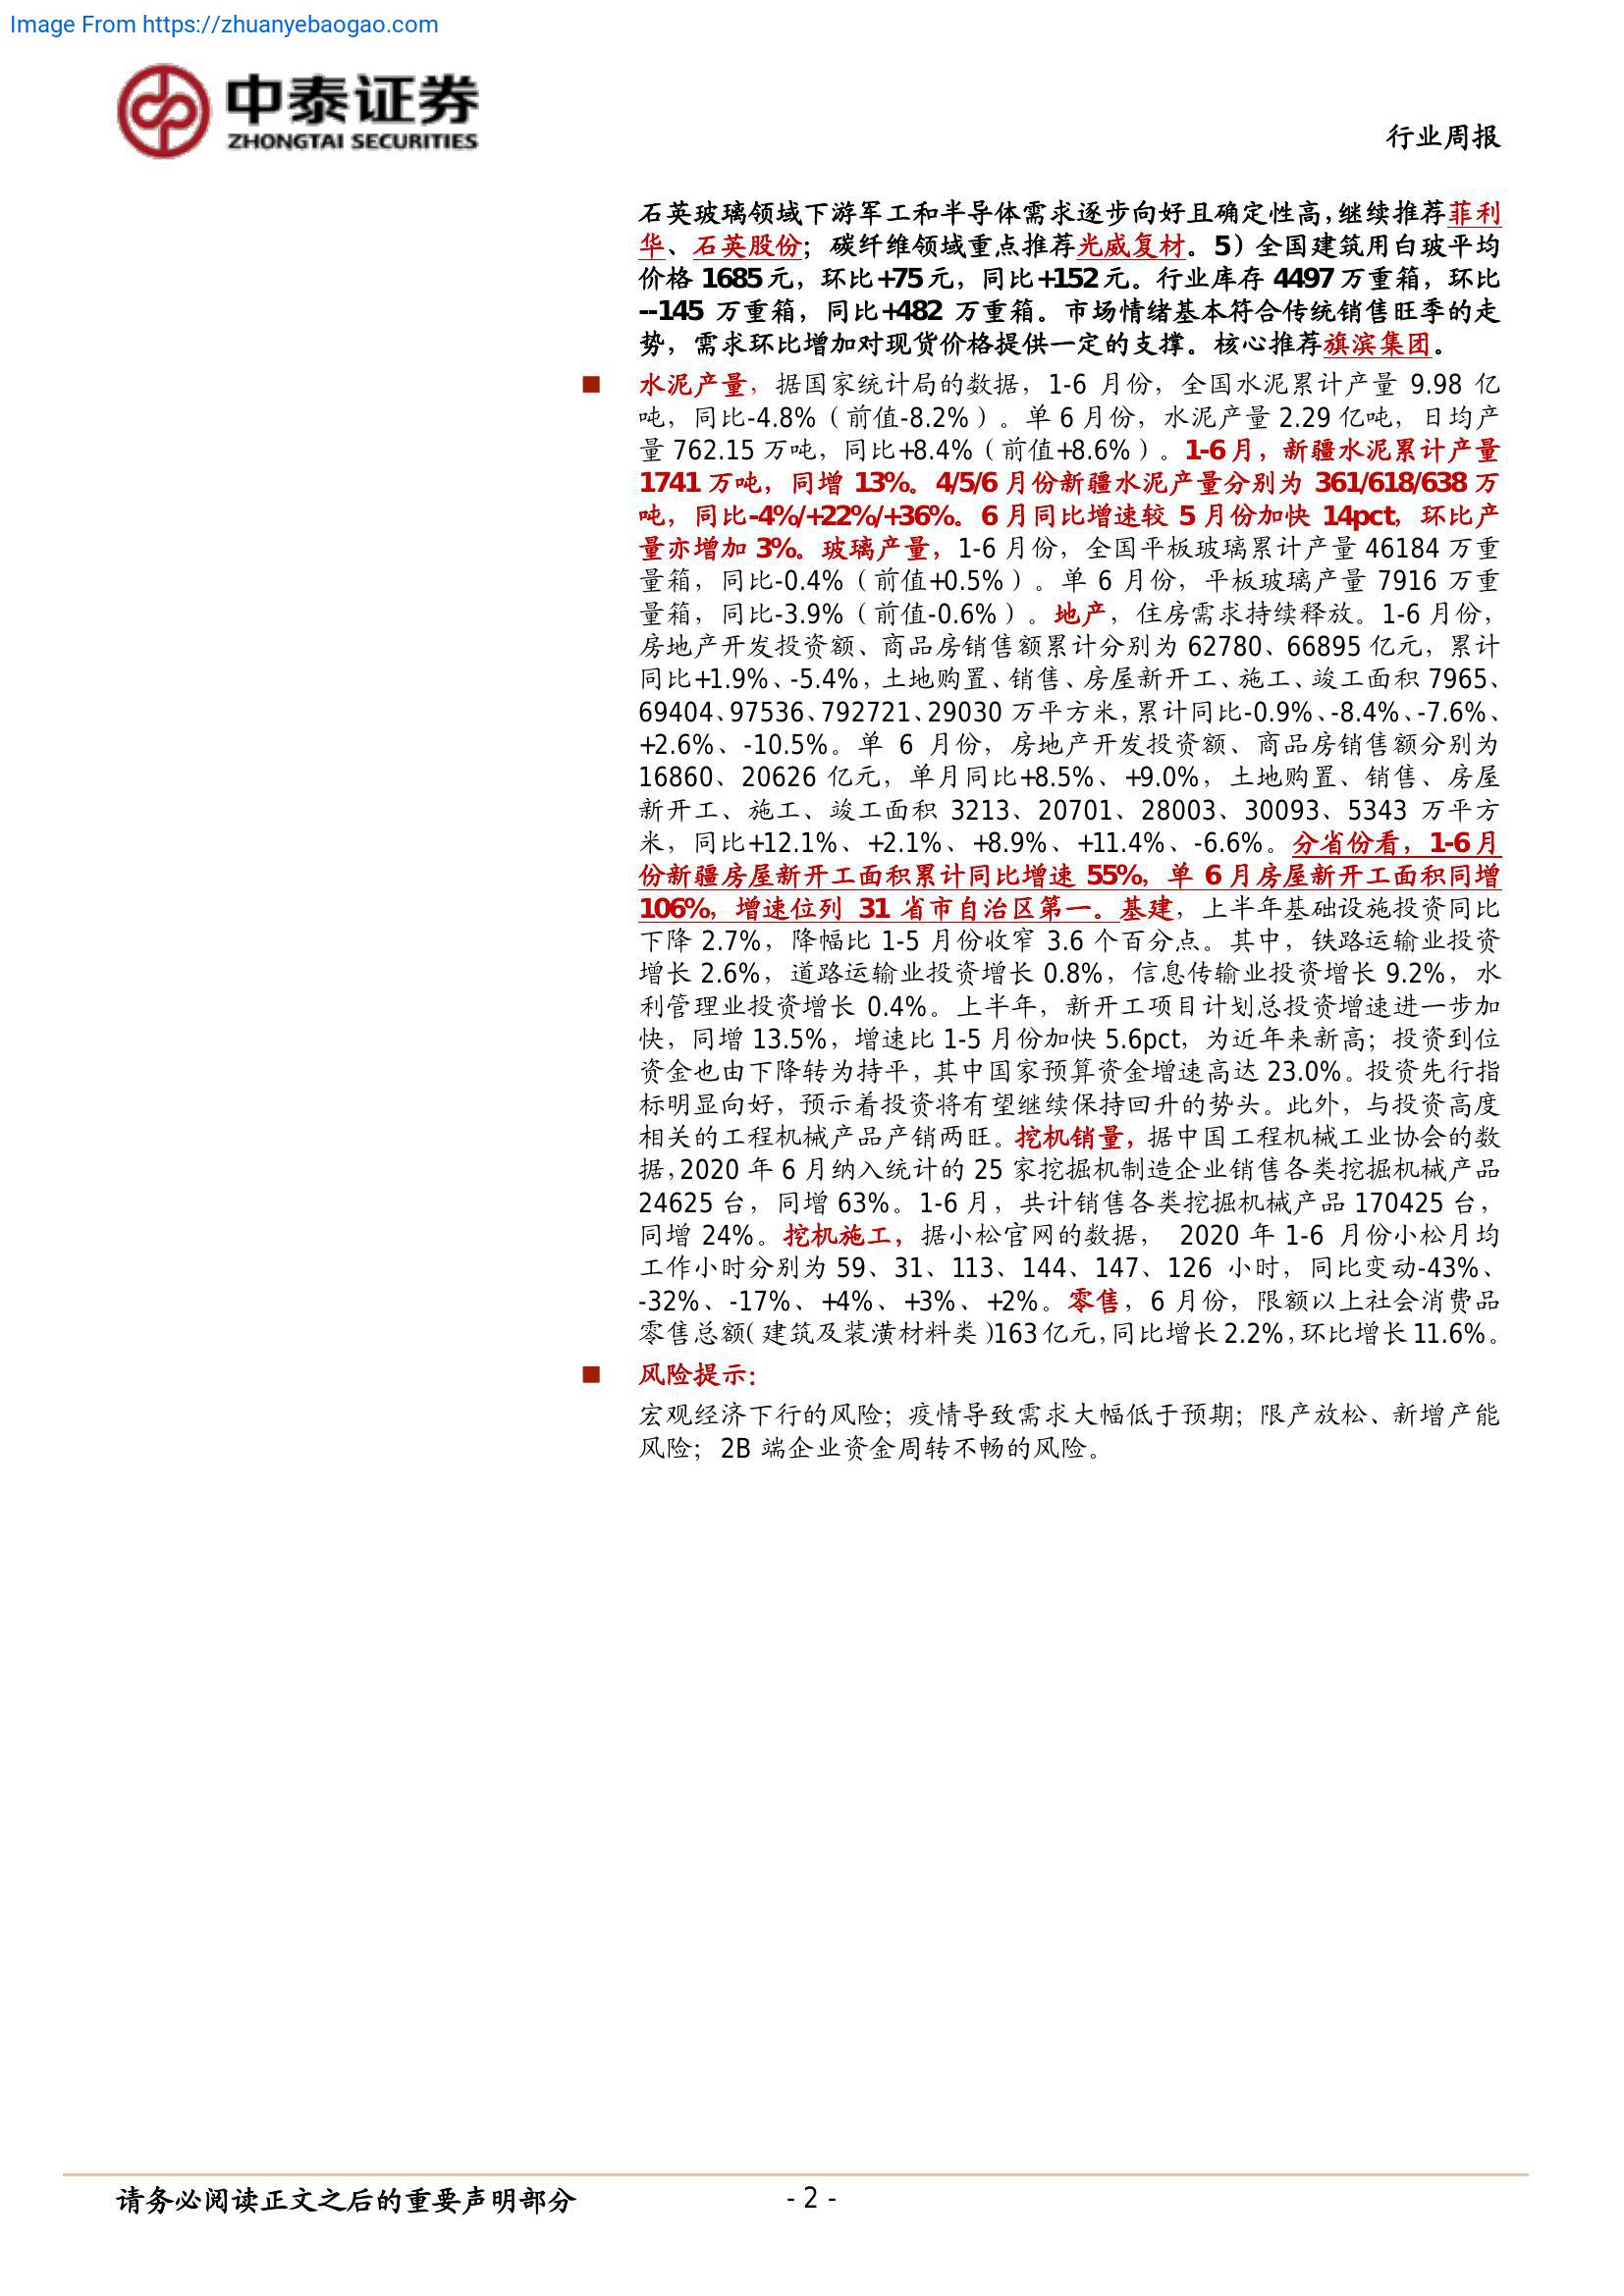 Image From https://zhuanyebaogao.com
中泰证券
ZHONGTAI SECURITIES
行业周报
石英玻璃领域下游军工和半导体需求逐步向好且确定性高，继续推荐菲利
华、石英股份；碳纤维领域重点推荐光威复材。5）全国建筑用白玻平均
价格 1685 元，环比+75 元，同比+152 元。行业库存 4497 万重箱，环比
--145 万重箱，同比+482 万重箱。市场情绪基本符合传统销售旺季的走
势，需求环比增加对现货价格提供一定的支撑。核心推荐旗滨集团。
■ 水泥产量，据国家统计局的数据，1-6 月份，全国水泥累计产量 9.98 亿
吨，同比-4.8%（前值-8.2%）。单 6 月份，水泥产量 2.29 亿吨，日均产
量 762.15 万吨，同比+8.4%（前值+8.6%）。1-6 月，新疆水泥累计产量
1741 万吨，同增 13%。4/5/6 月份新疆水泥产量分别为 361/618/638 万
吨，同比-4%/+22%/+36%。6 月同比增速较 5 月份加快 14pct，环比产
量亦增加 3%。玻璃产量，1-6 月份，全国平板玻璃累计产量 46184 万重
量箱，同比-0.4%（前值+0.5%）。单 6 月份，平板玻璃产量 7916 万重
量箱，同比-3.9%（前值-0.6%）。地产，住房需求持续释放。1-6 月份，
房地产开发投资额、商品房销售额累计分别为 62780、66895 亿元，累计
同比+1.9%、-5.4%，土地购置、销售、房屋新开工、施工、竣工面积 7965、
69404、97536、792721、29030 万平方米，累计同比-0.9%、-8.4%、-7.6%、
+2.6%、-10.5%。单 6 月份，房地产开发投资额、商品房销售额分别为
16860、20626 亿元，单月同比+8.5%、+9.0%，土地购置、销售、房屋
新开工、施工、竣工面积 3213、20701、28003、30093、5343 万平方
米，同比+12.1%、+2.1%、+8.9%、+11.4%、-6.6%。分省份看，1-6 月
份新疆房屋新开工面积累计同比增速 55%，单 6 月房屋新开工面积同增
106%，增速位列 31 省市自治区第一。基建，上半年基础设施投资同比
下降 2.7%，降幅比 1-5 月份收窄 3.6 个百分点。其中，铁路运输业投资
增长 2.6%，道路运输业投资增长 0.8%，信息传输业投资增长 9.2%，水
利管理业投资增长 0.4%。上半年，新开工项目计划总投资增速进一步加
快，同增 13.5%，增速比 1-5 月份加快 5.6pct，为近年来新高；投资到位
资金也由下降转为持平，其中国家预算资金增速高达 23.0%。投资先行指
标明显向好，预示着投资将有望继续保持回升的势头。此外，与投资高度
相关的工程机械产品产销两旺。挖机销量，据中国工程机械工业协会的数
据，2020 年 6 月纳入统计的 25 家挖掘机制造企业销售各类挖掘机械产品
24625 台，同增 63%。1-6 月，共计销售各类挖掘机械产品 170425 台，
同增 24%。挖机施工，据小松官网的数据， 2020 年 1-6 月份小松月均
工作小时分别为 59、31、113、144、147、126 小时，同比变动-43%、
-32%、-17%、+4%、+3%、+2%。零售，6 月份，限额以上社会消费品
零售总额（建筑及装潢材料类）163 亿元，同比增长 2.2%，环比增长 11.6%。
■ 风险提示：
宏观经济下行的风险；疫情导致需求大幅低于预期；限产放松、新增产能
风险；2B 端企业资金周转不畅的风险。
请务必阅读正文之后的重要声明部分
- 2 -